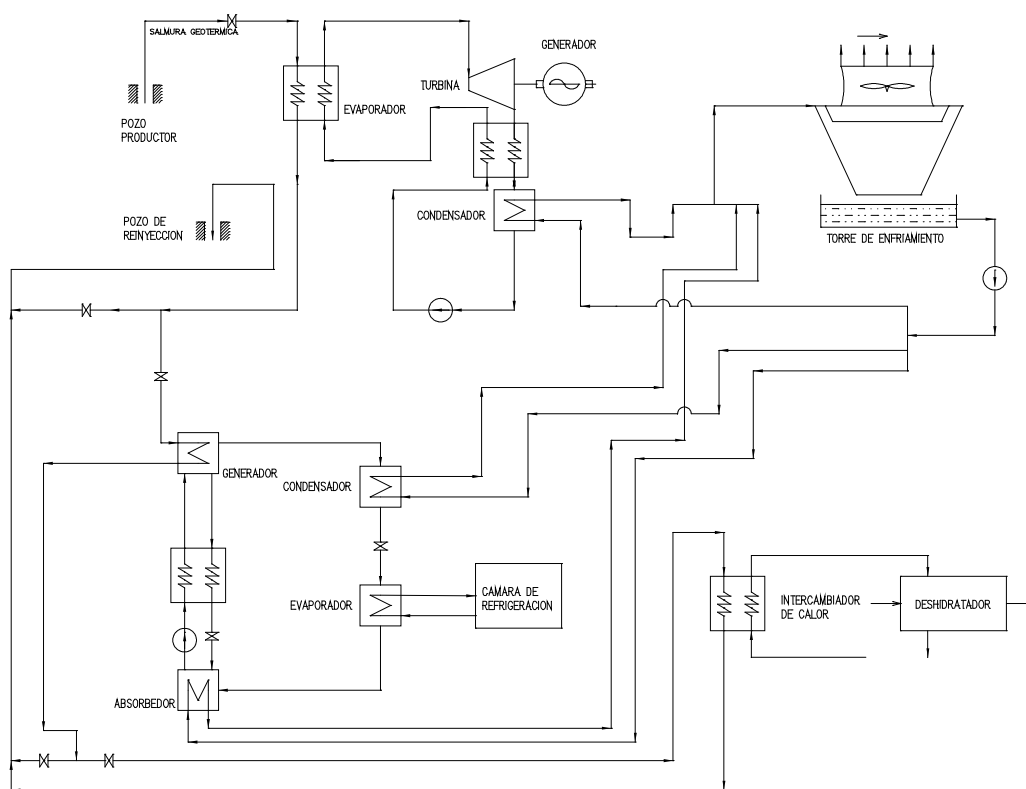 SALMURA GEOTERMICA
GENERADOR
TURBINA
EVAPORADOR
POZO
PRODUCTOR
POZO DE
REINYECCION
CONDENSADOR
TORRE DE ENFRIAMIENTO
GENERADOR
CONDENSADOR
EVAPORADOR
CAMARA DE
REFRIGERACION
INTERCAMBIADOR
DE CALOR
DESHIDRATADOR
ABSORBEDOR